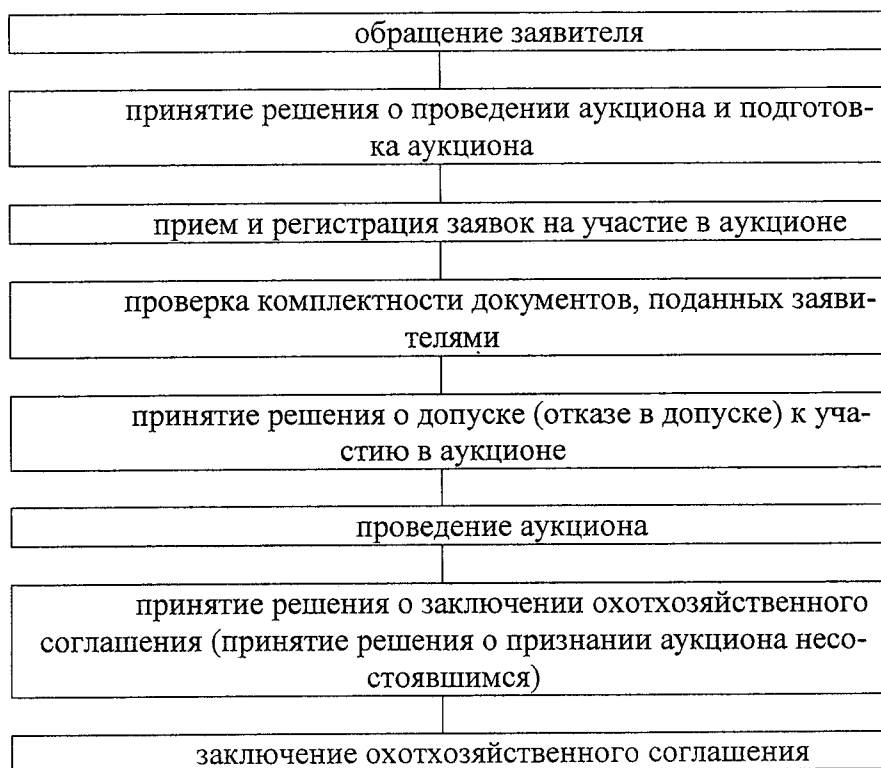 обращение заявителя
принятие решения о проведении аукциона и подготов-
ка аукциона
прием и регистрация заявок на участие в аукционе
проверка комплектности документов, поданных заяви-
телями
принятие решения о допуске (отказе в допуске) к уча-
стию в аукционе
проведение аукциона
принятие решения о заключении охотхозяйственного
соглашения (принятие решения о признании аукциона несо-
стоявшимся)
заключение охотхозяйственного соглашения